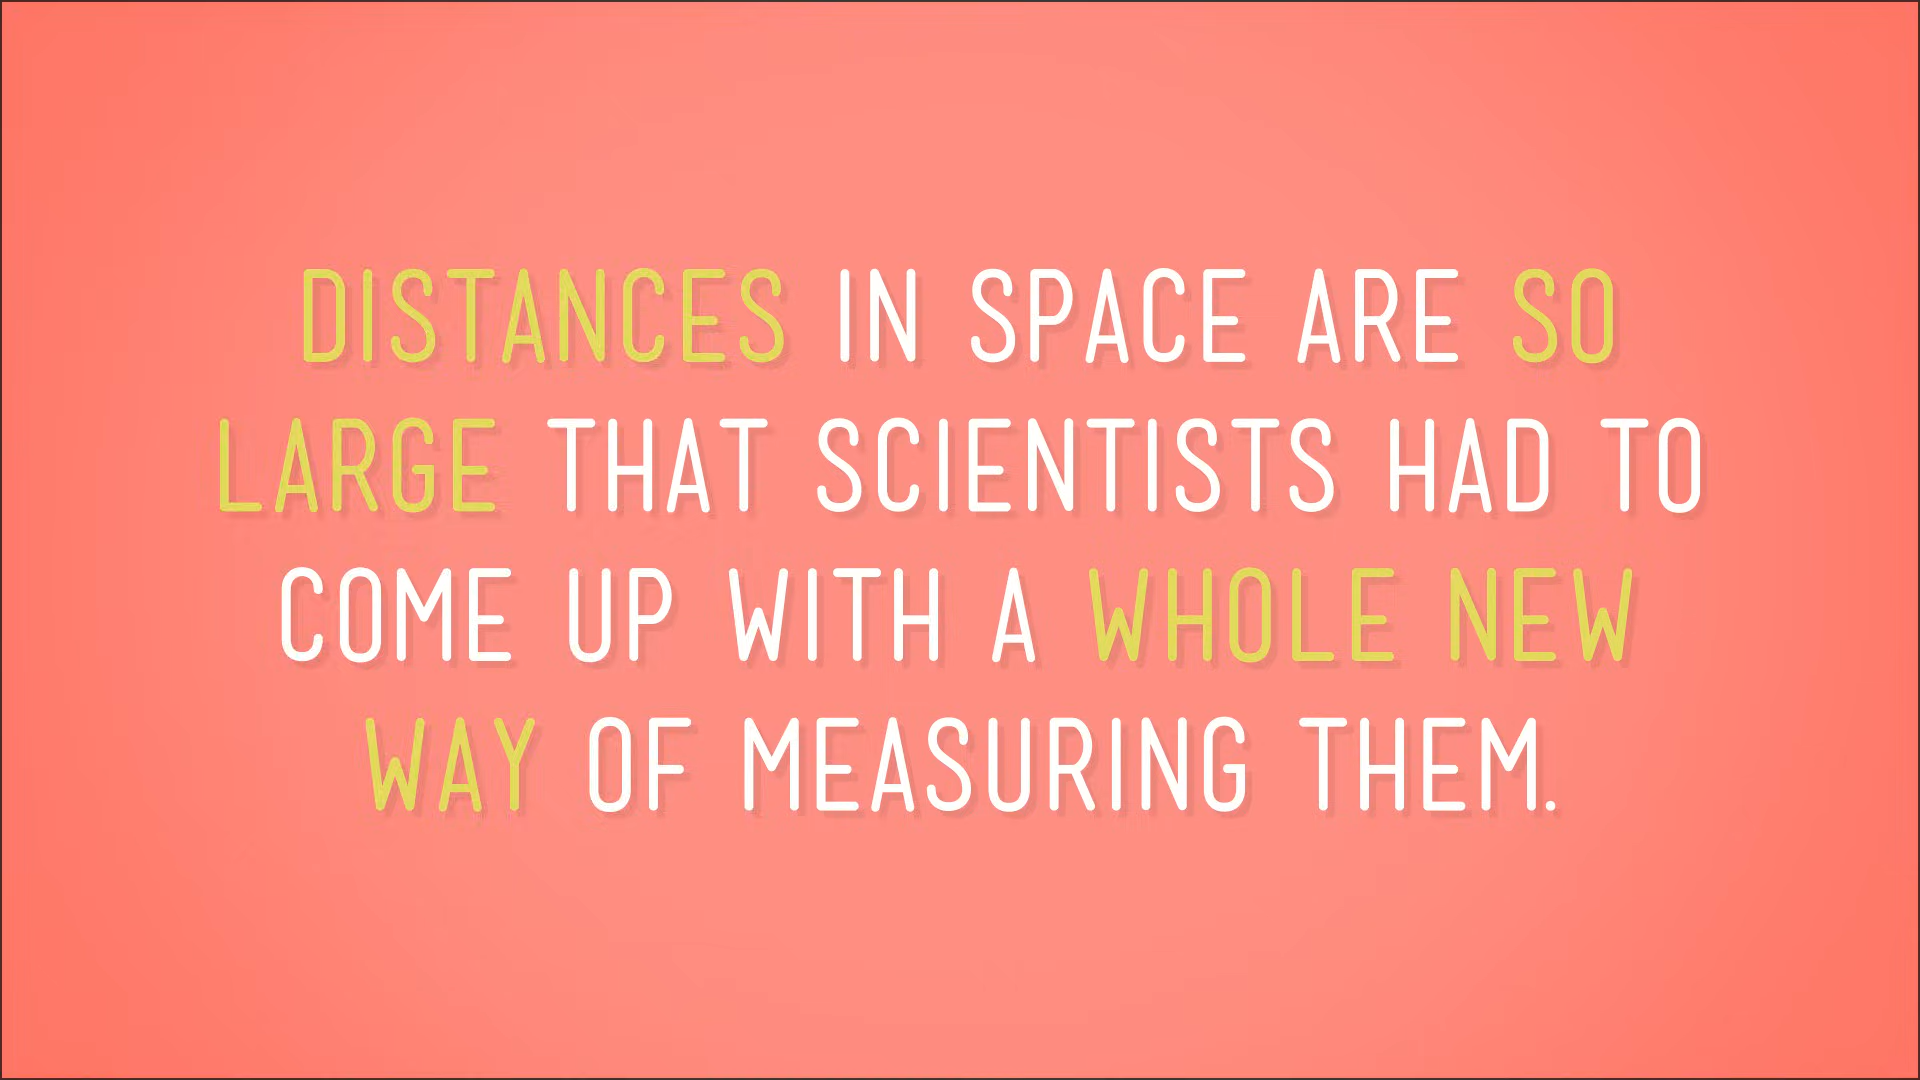 DISTANCES IN SPACE ARE SO
LARGE THAT SCIENTISTS HAD TO
COME UP WITH A WHOLE NEW
WAY OF MEASURING THEM.